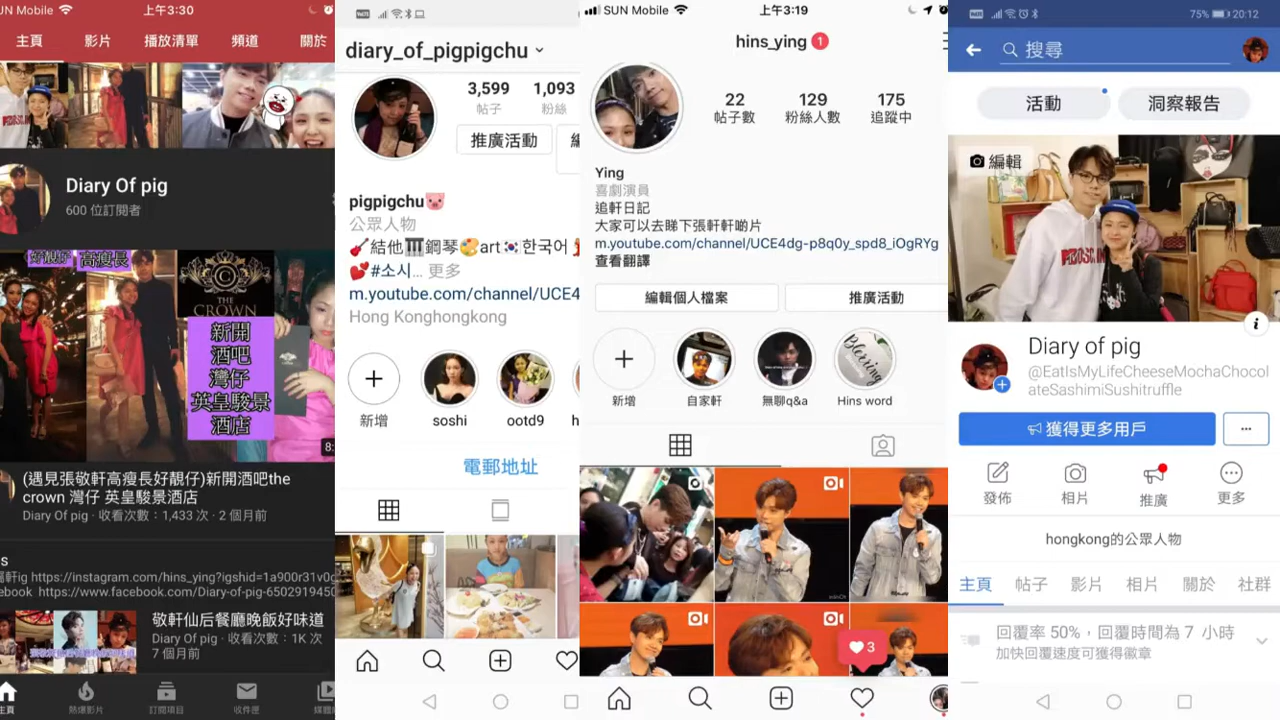 SUN Mobile 上午3:30
主頁 影片 播放清單 頻道 關於
Diary Of pig
600 位訂閱者
好靚仔
高瘦長
THE
CROWN
新開
酒吧
灣仔
英皇駿景
酒店
8:
(遇見張敬軒高瘦長好靚仔)新開酒吧the
crown 灣仔 英皇駿景酒店
Diary Of pig · 收看次數：1,433 次 · 2 個月前
s
軒ig https://instagram.com/hins_ying?igshid=1a900r31v0
ebook https://www.facebook.com/Diary-of-pig-6502919450
敬軒仙后餐廳晚飯好味道
Diary Of pig · 收看次數：1K 次
7 個月前
主頁 熱爆影片 訂閱項目 收件匣
diary_of_pigpigchu
3,599 1,093
帖子 粉絲
推廣活動 編
pigpigchu🐷
公眾人物
🎸結他🎹鋼琴🎨art🇰🇷한국어
💕#소시... 更多
m.youtube.com/channel/UCE4
Hong Konghongkong
新增 soshi ootd9 h
電郵地址
SUN Mobile 上午3:19
hins_ying 1
22 129 175
帖子數 粉絲人數 追蹤中
Ying
喜劇演員
追軒日記
大家可以去睇下張軒軒啲片
m.youtube.com/channel/UCE4dg-p8q0y_spd8_iOgRYg
查看翻譯
編輯個人檔案 推廣活動
Blessing
新增 自家軒 無聊q&a Hins word
3
75% 20:12
搜尋
活動 洞察報告
編輯
Diary of pig
@EatIsMyLifeCheeseMochaChocol
ateSashimiSushitruffle
獲得更多用戶 ...
發佈 相片 推廣 更多
hongkong的公眾人物
主頁 帖子 影片 相片 關於 社群
回覆率 50%，回覆時間為 7 小時
加快回覆速度可獲得徽章